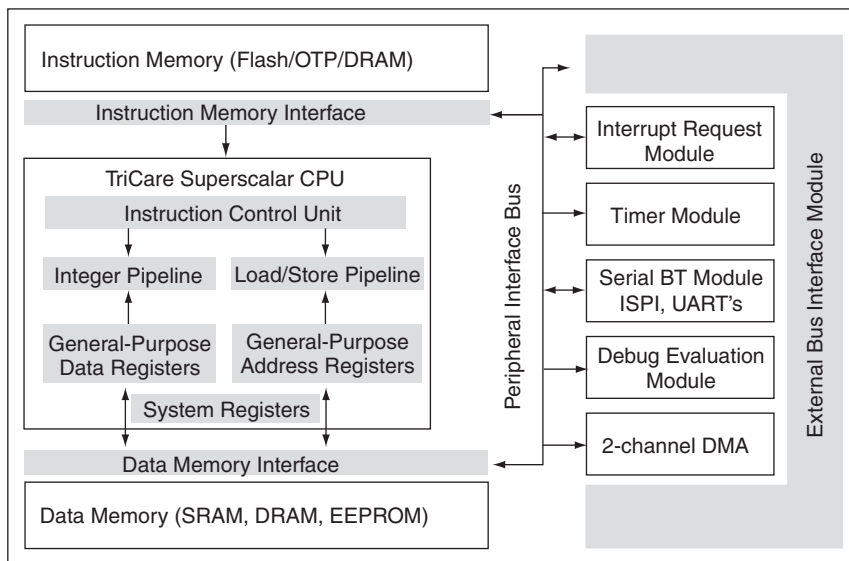 Instruction Memory (Flash/OTP/DRAM)
Instruction Memory Interface
TriCare Superscalar CPU
Instruction Control Unit
Integer Pipeline
Load/Store Pipeline
General-Purpose
Data Registers
General-Purpose
Address Registers
System Registers
Data Memory Interface
Data Memory (SRAM, DRAM, EEPROM)
Peripheral Interface Bus
Interrupt Request
Module
Timer Module
Serial BT Module
ISPI, UART's
Debug Evaluation
Module
2-channel DMA
External Bus Interface Module